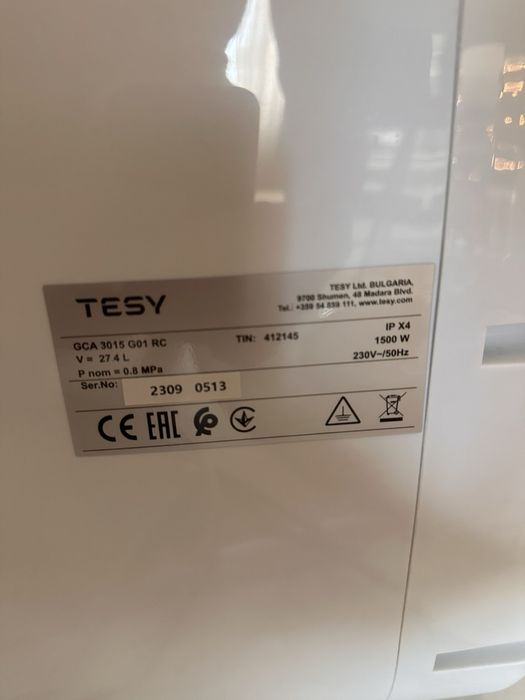 TESY
TESY Ltd. BULGARIA,
9700 Shumen, 48 Madara Blvd.
Tel.: +359 54 859 111, www.tesy.com
GCA 3015 G01 RC
TIN: 412145
IP X4
V = 27.4 L
1500 W
P nom = 0.8 MPa
230V~/50Hz
Ser.No: 2309 0513
CE EAC